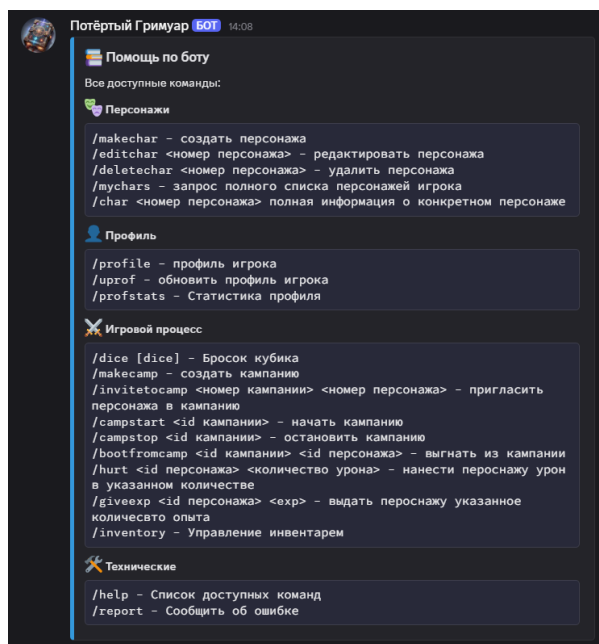 Потёртый Гримуар БОТ 14:08
Помощь по боту
Все доступные команды:
Персонажи
/makechar – создать персонажа
/editchar <номер персонажа> – редактировать персонажа
/deletechar <номер персонажа> – удалить персонажа
/mychars – запрос полного списка персонажей игрока
/char <номер персонажа> полная информация о конкретном персонаже
Профиль
/profile – профиль игрока
/uprof – обновить профиль игрока
/profstats – Статистика профиля
Игровой процесс
/dice [dice] – Бросок кубика
/makecamp – создать кампанию
/invitetocamp <номер кампании> <номер персонажа> – пригласить
персонажа в кампанию
/campstart <id кампании> – начать кампанию
/campstop <id кампании> – остановить кампанию
/bootfromcamp <id кампании> <id персонажа> – выгнать из кампании
/hurt <id персонажа> <количество урона> – нанести пероснажу урон
в указанном количестве
/giveexp <id персонажа> <exp> – выдать пероснажу указанное
количесвто опыта
/inventory – Управление инвентарем
Технические
/help – Список доступных команд
/report – Сообщить об ошибке